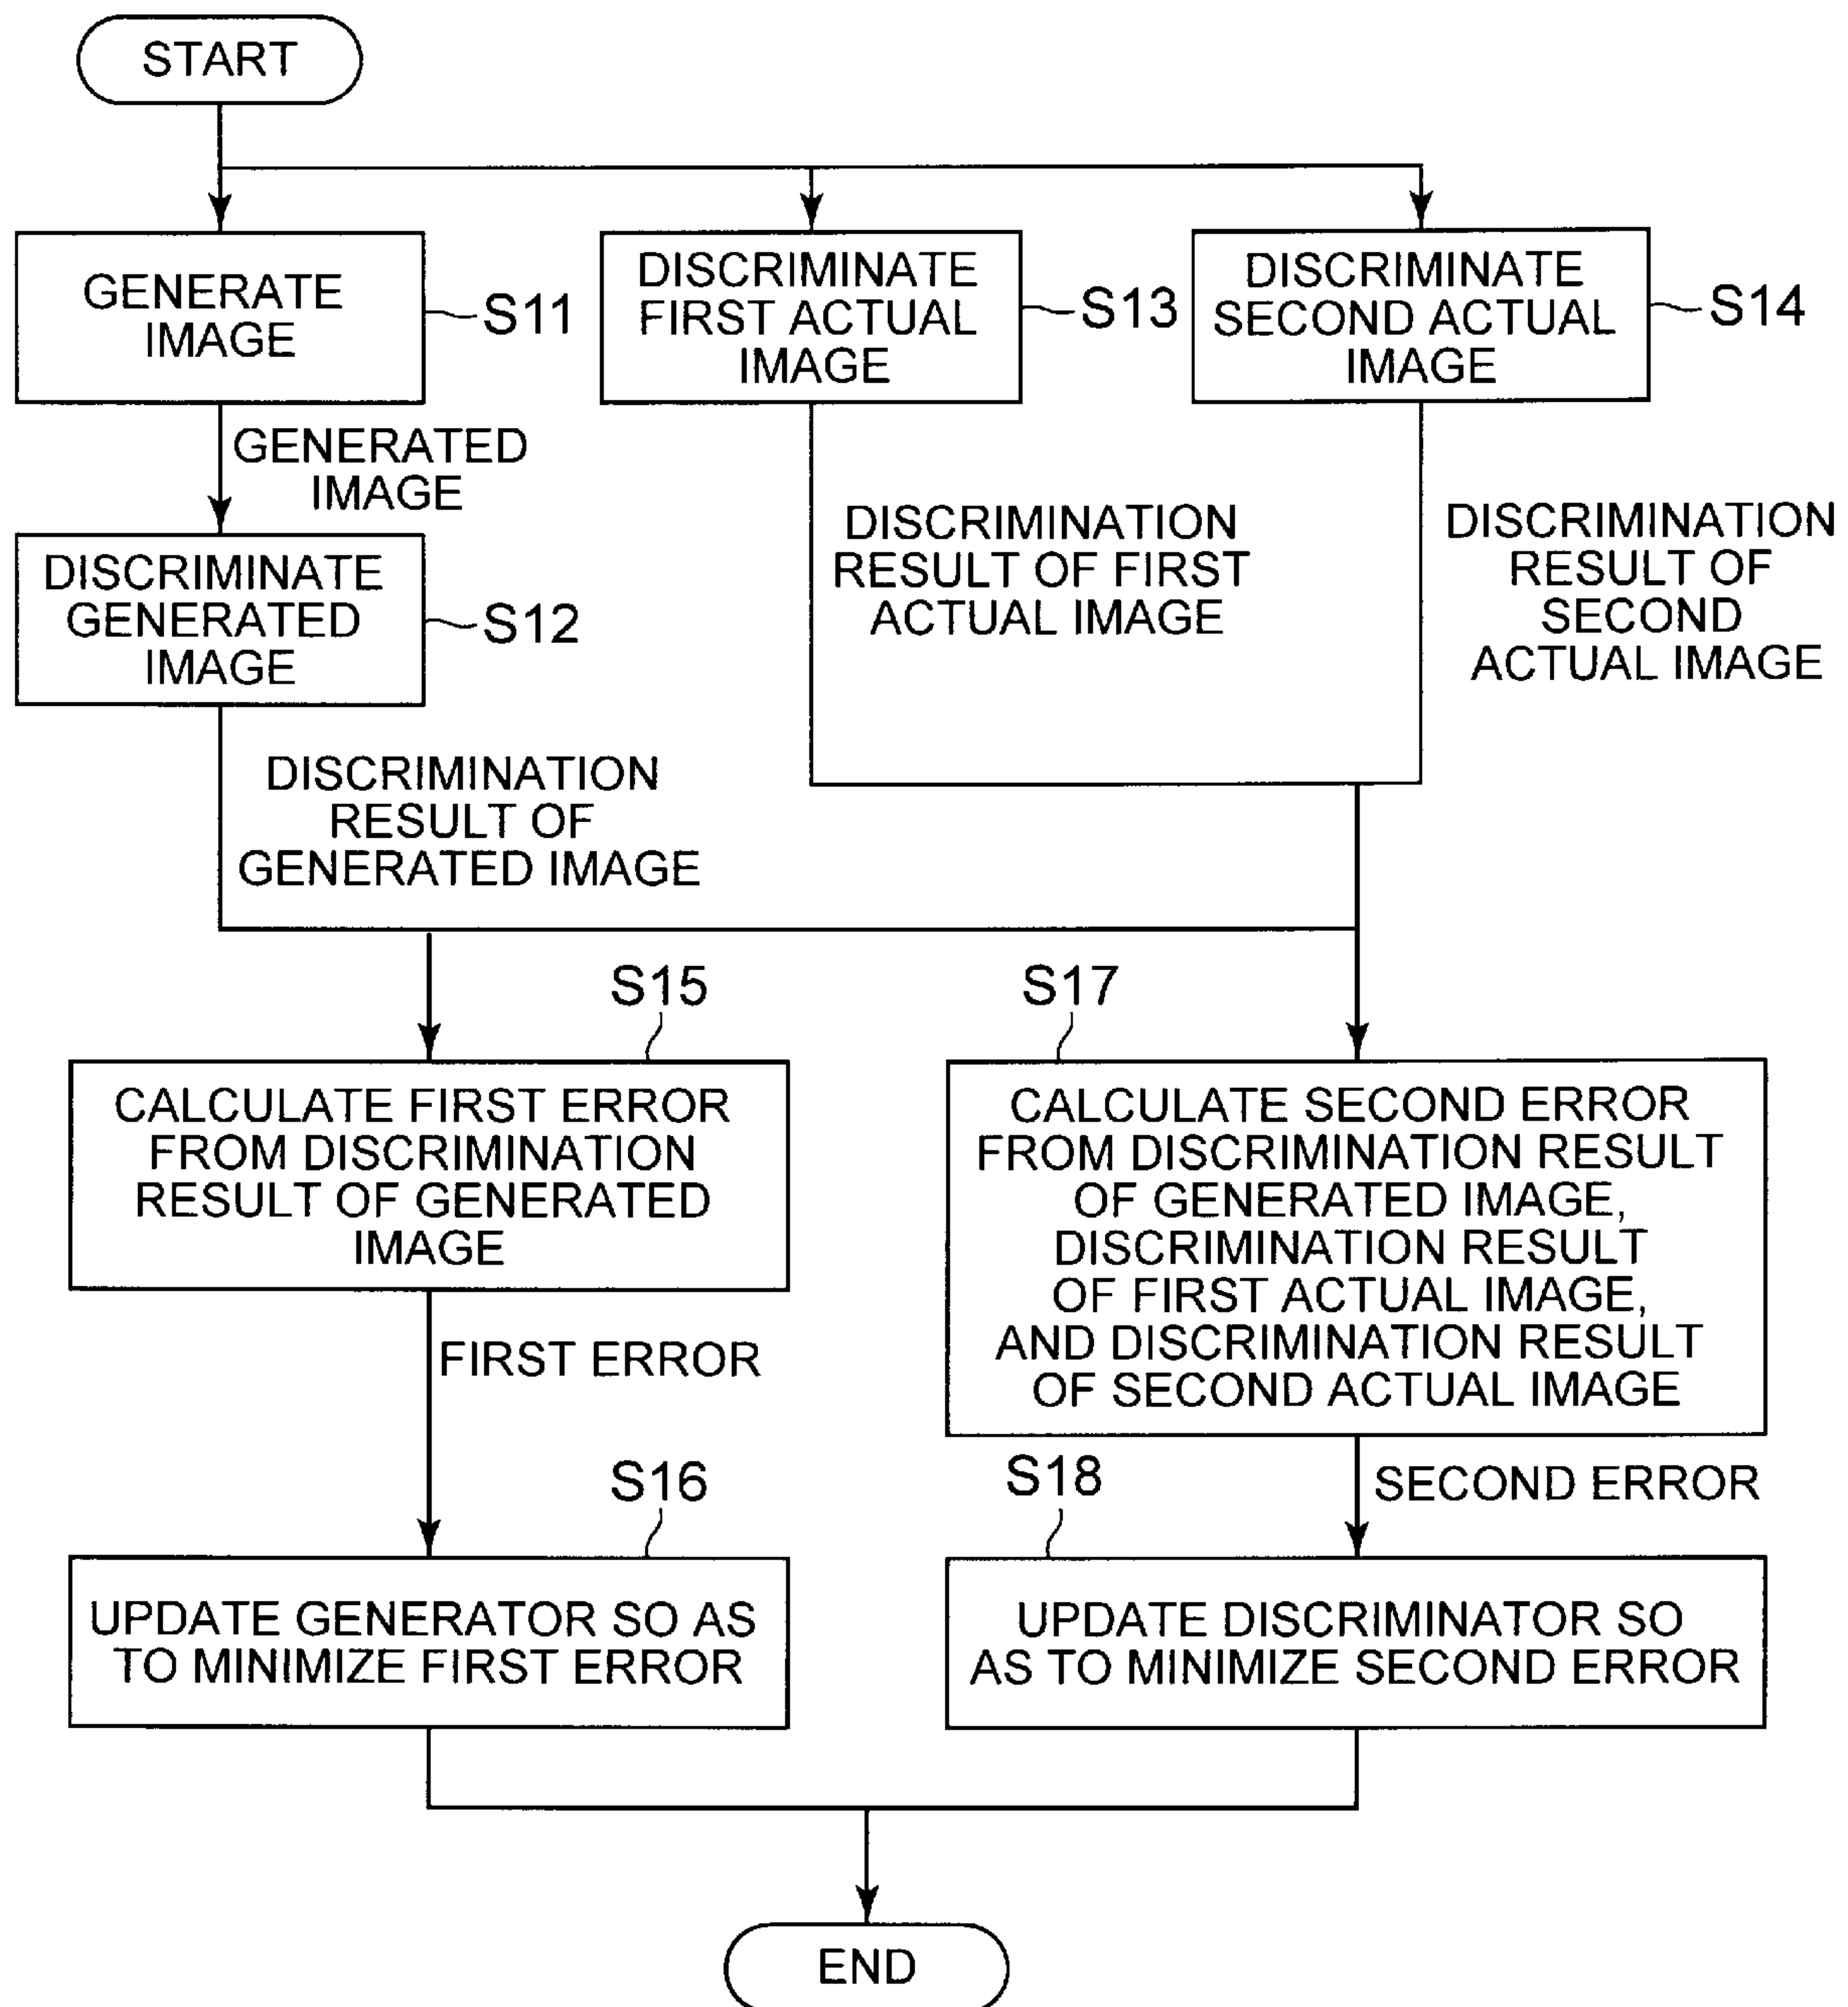 START
GENERATE
IMAGE
S11
DISCRIMINATE
FIRST ACTUAL
IMAGE
S13
DISCRIMINATE
SECOND ACTUAL
IMAGE
S14
GENERATED
IMAGE
DISCRIMINATE
GENERATED
IMAGE
S12
DISCRIMINATION
RESULT OF FIRST
ACTUAL IMAGE
DISCRIMINATION
RESULT OF
SECOND
ACTUAL IMAGE
DISCRIMINATION
RESULT OF
GENERATED IMAGE
S15
CALCULATE FIRST ERROR
FROM DISCRIMINATION
RESULT OF GENERATED
IMAGE
S17
CALCULATE SECOND ERROR
FROM DISCRIMINATION RESULT
OF GENERATED IMAGE,
DISCRIMINATION RESULT
OF FIRST ACTUAL IMAGE,
AND DISCRIMINATION RESULT
OF SECOND ACTUAL IMAGE
FIRST ERROR
SECOND ERROR
S16
UPDATE GENERATOR SO AS
TO MINIMIZE FIRST ERROR
S18
UPDATE DISCRIMINATOR SO
AS TO MINIMIZE SECOND ERROR
END